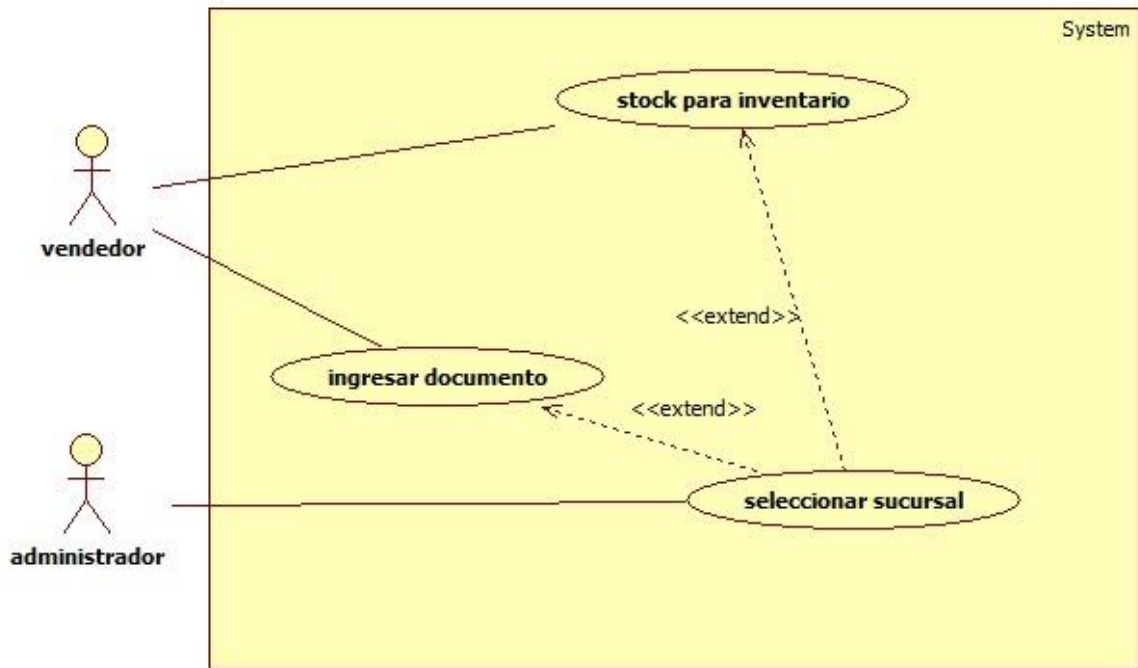 System
stock para inventario
vendedor
<<extend>>
ingresar documento
<<extend>>
seleccionar sucursal
administrador